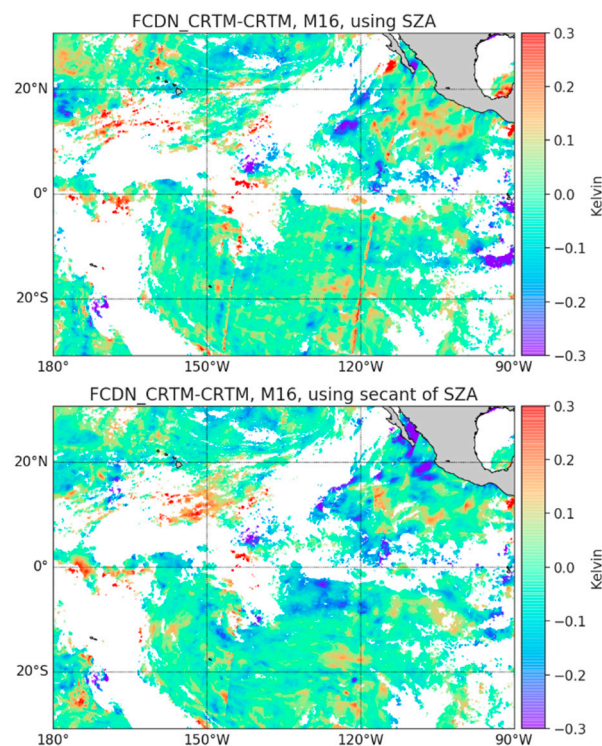 FCDN_CRTM-CRTM, M16, using SZA
0.3
20°N
0.2
0.1
0°
0.0
Kelvin
−0.1
20°S
−0.2
−0.3
180°
150°W
120°W
90°W
FCDN_CRTM-CRTM, M16, using secant of SZA
0.3
20°N
0.2
0.1
0°
0.0
Kelvin
−0.1
20°S
−0.2
−0.3
180°
150°W
120°W
90°W